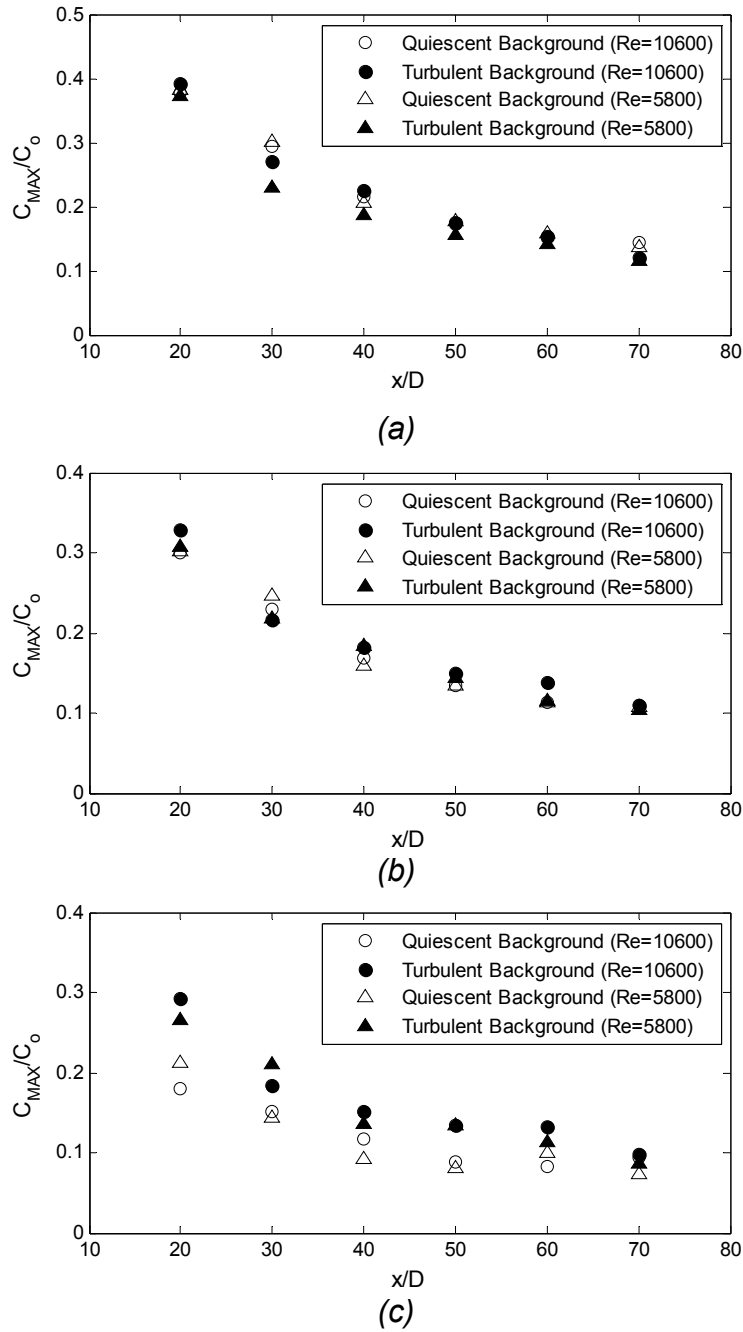 0.5
0.4
0.3
0.2
0.1
0
C_MAX/C_o
Quiescent Background (Re=10600)
Turbulent Background (Re=10600)
Quiescent Background (Re=5800)
Turbulent Background (Re=5800)
10 20 30 40 50 60 70 80
x/D
(a)
0.4
0.3
0.2
0.1
0
C_MAX/C_o
Quiescent Background (Re=10600)
Turbulent Background (Re=10600)
Quiescent Background (Re=5800)
Turbulent Background (Re=5800)
10 20 30 40 50 60 70 80
x/D
(b)
0.4
0.3
0.2
0.1
0
C_MAX/C_o
Quiescent Background (Re=10600)
Turbulent Background (Re=10600)
Quiescent Background (Re=5800)
Turbulent Background (Re=5800)
10 20 30 40 50 60 70 80
x/D
(c)